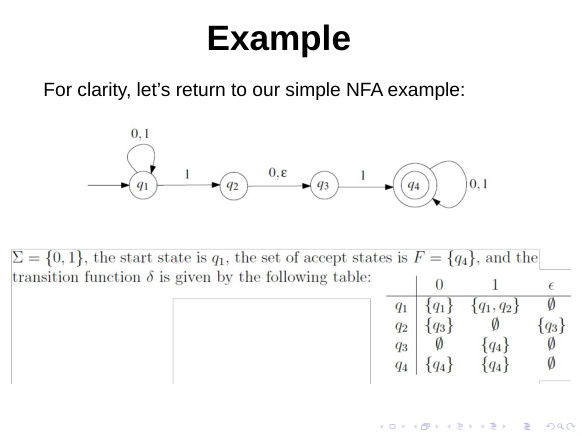 Example
For clarity, let's return to our simple NFA example:
0, 1
1
0, ε
1
0, 1
q₁
q₂
q₃
q₄
Σ = {0, 1}, the start state is q₁, the set of accept states is F = {q₄}, and the
transition function δ is given by the following table:
0 1 ϵ
q₁ {q₁} {q₁, q₂} ∅
q₂ {q₃} ∅ {q₃}
q₃ ∅ {q₄} ∅
q₄ {q₄} {q₄} ∅